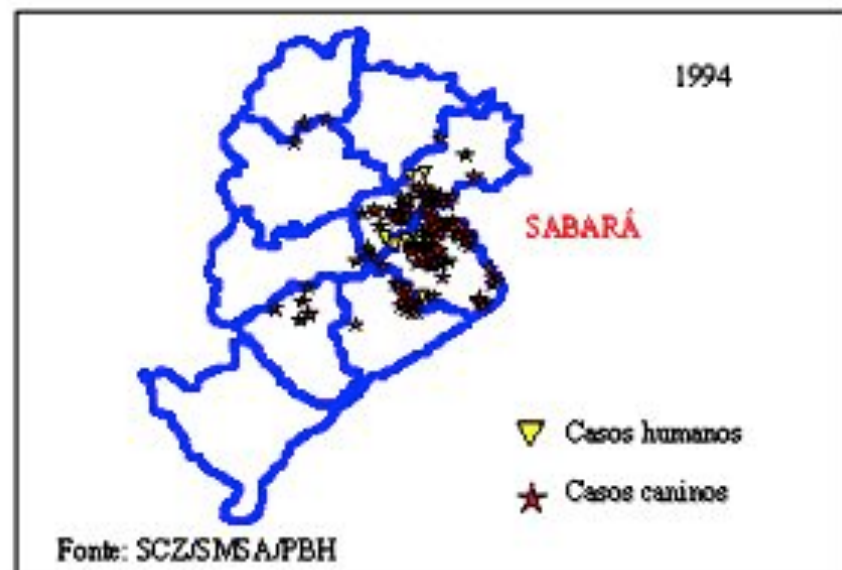 1994
SABARÁ
Casos humanos
Casos caninos
Fonte: SCZ/SMSA/PBH